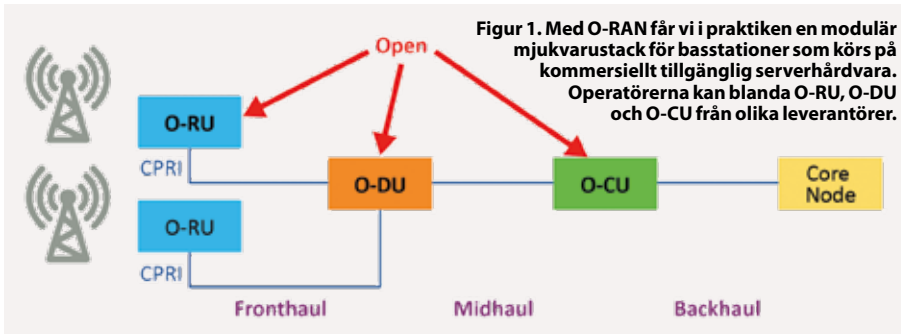 Figur 1. Med O-RAN får vi i praktiken en modulär
mjukvarustack för basstationer som körs på
kommersiellt tillgänglig serverhårdvara.
Operatörerna kan blanda O-RU, O-DU
och O-CU från olika leverantörer.
Open
O-RU
CPRI
O-DU
O-CU
Core
Node
O-RU
CPRI
Fronthaul
Midhaul
Backhaul